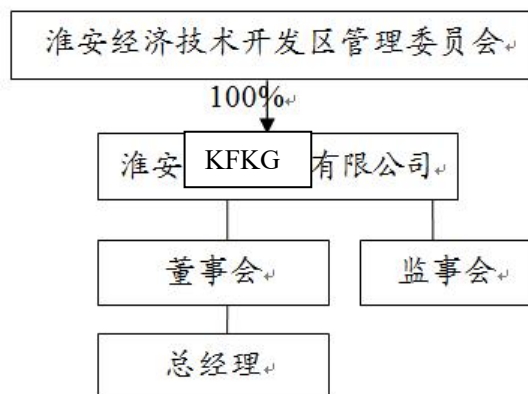 淮安经济技术开发区管理委员会
100%
淮安 KFKG 有限公司
董事会
监事会
总经理